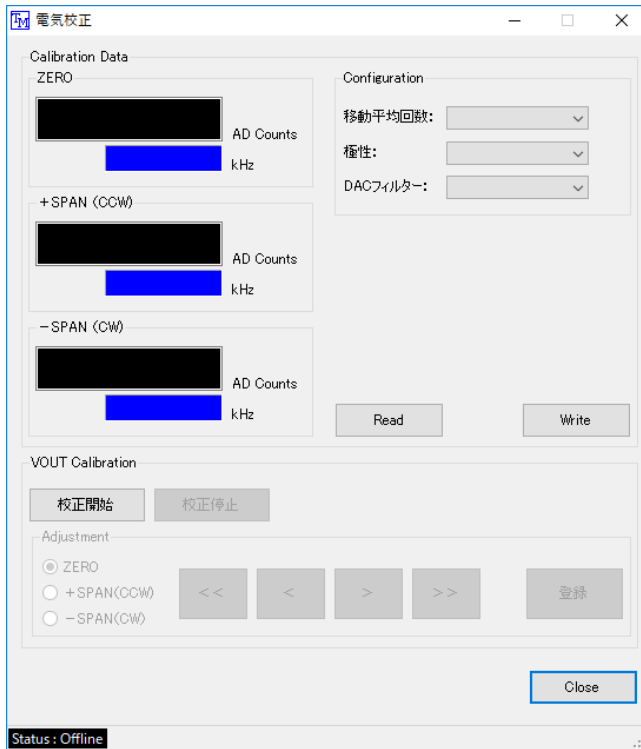 TM 電気校正
Calibration Data
ZERO
AD Counts
kHz
+SPAN (CCW)
AD Counts
kHz
-SPAN (CW)
AD Counts
kHz
Configuration
移動平均回数:
極性:
DACフィルター:
Read
Write
VOUT Calibration
校正開始
校正停止
Adjustment
ZERO
+SPAN(CCW)
-SPAN(CW)
<<
<
>
>>
登録
Close
Status : Offline